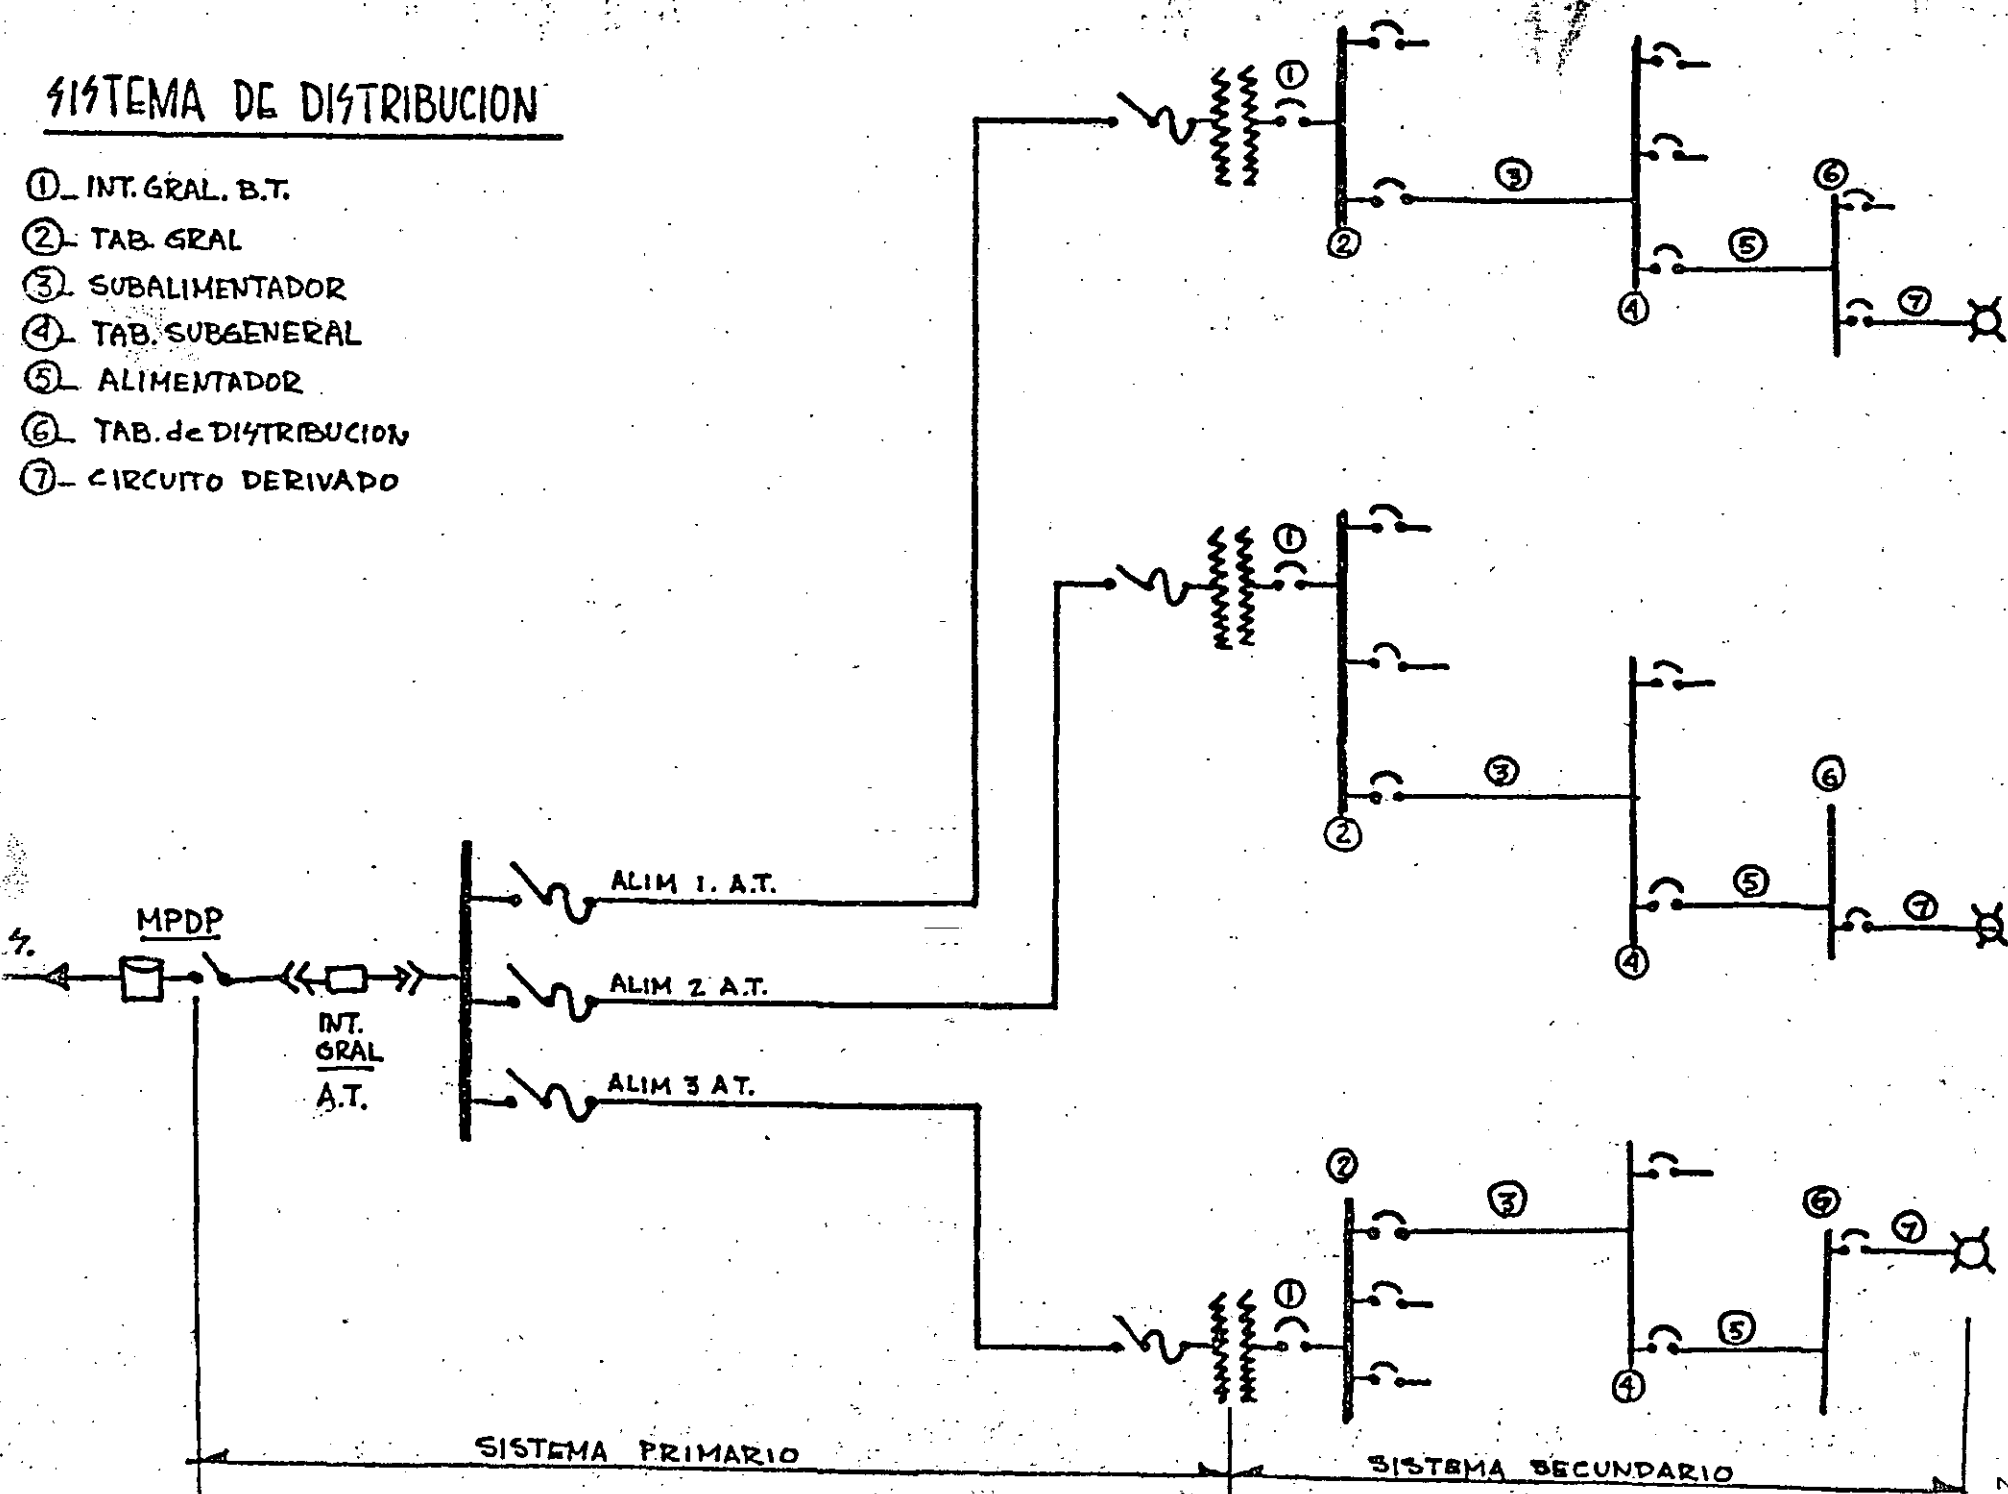 SISTEMA DE DISTRIBUCION
1_ INT. GRAL. B.T.
2_ TAB. GRAL
3_ SUBALIMENTADOR
4_ TAB. SUBGENERAL
5_ ALIMENTADOR
6_ TAB. de DISTRIBUCION
7_ CIRCUITO DERIVADO
1
2
3
4
5
6
7
1
2
3
4
5
6
7
ALIM 1. A.T.
MPDP
S.
ALIM 2 A.T.
INT.
GRAL
A.T.
ALIM 3 AT.
2
3
6
7
1
5
4
SISTEMA PRIMARIO
SISTEMA SECUNDARIO